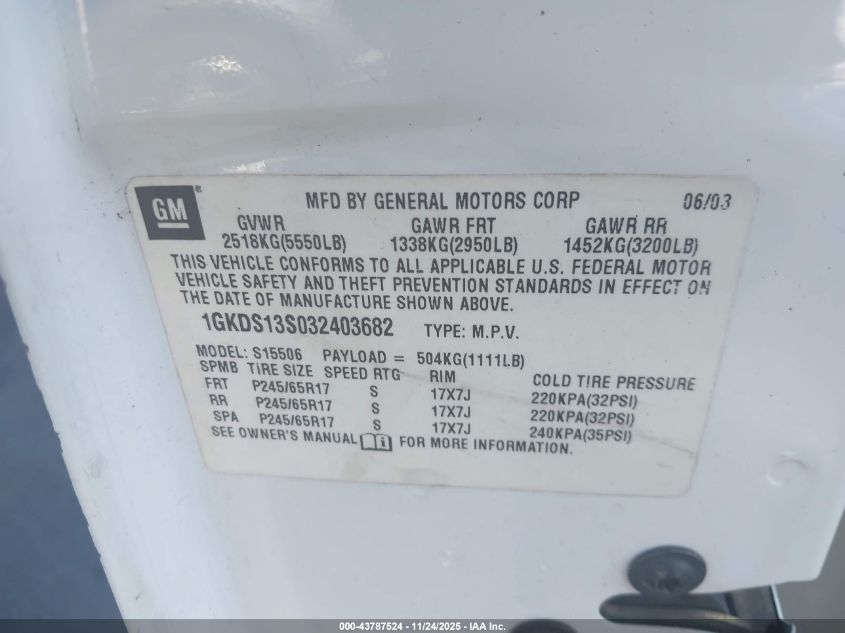 GM® MFD BY GENERAL MOTORS CORP 06/03
GVWR GAWR FRT GAWR RR
2518KG(5550LB) 1338KG(2950LB) 1452KG(3200LB)
THIS VEHICLE CONFORMS TO ALL APPLICABLE U.S. FEDERAL MOTOR
VEHICLE SAFETY AND THEFT PREVENTION STANDARDS IN EFFECT ON
THE DATE OF MANUFACTURE SHOWN ABOVE.
1GKDS13S032403682 TYPE: M.P.V.
MODEL: S15506 PAYLOAD = 504KG(1111LB)
SPMB TIRE SIZE SPEED RTG RIM COLD TIRE PRESSURE
FRT P245/65R17 S 17X7J 220KPA(32PSI)
RR P245/65R17 S 17X7J 220KPA(32PSI)
SPA P245/65R17 S 17X7J 240KPA(35PSI)
SEE OWNER'S MANUAL i FOR MORE INFORMATION.
000-43787524 - 11/24/2025 - IAA Inc.